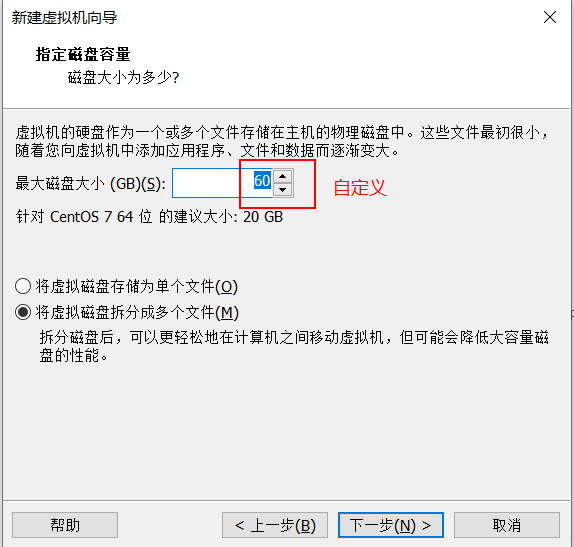 新建虚拟机向导
指定磁盘容量
磁盘大小为多少?
虚拟机的硬盘作为一个或多个文件存储在主机的物理磁盘中。这些文件最初很小，
随着您向虚拟机中添加应用程序、文件和数据而逐渐变大。
最大磁盘大小 (GB)(S): 60 自定义
针对 CentOS 7 64 位 的建议大小: 20 GB
将虚拟磁盘存储为单个文件(O)
将虚拟磁盘拆分成多个文件(M)
拆分磁盘后，可以更轻松地在计算机之间移动虚拟机，但可能会降低大容量磁
盘的性能。
帮助 < 上一步(B) 下一步(N) > 取消